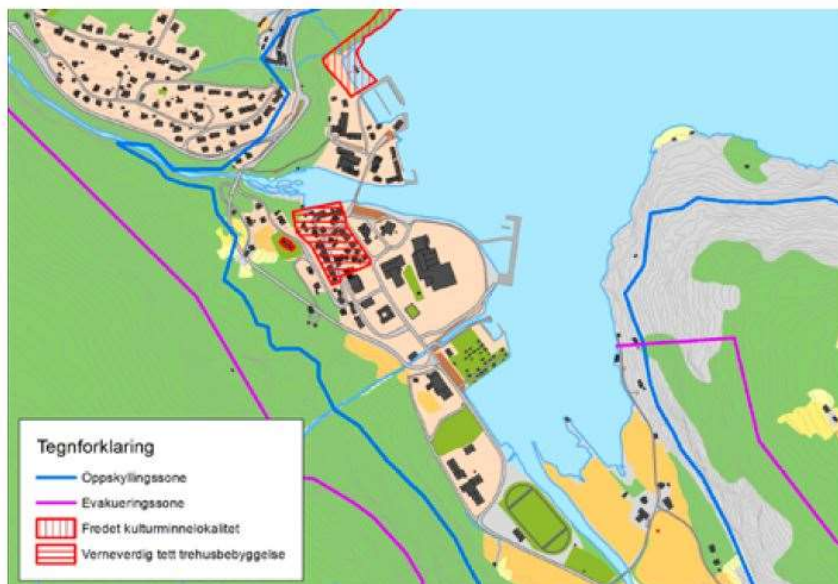 Tegnforklaring
Oppskyllingssone
Evakueringssone
Fredet kulturminnelokalitet
Verneverdig tett trehusbebyggelse